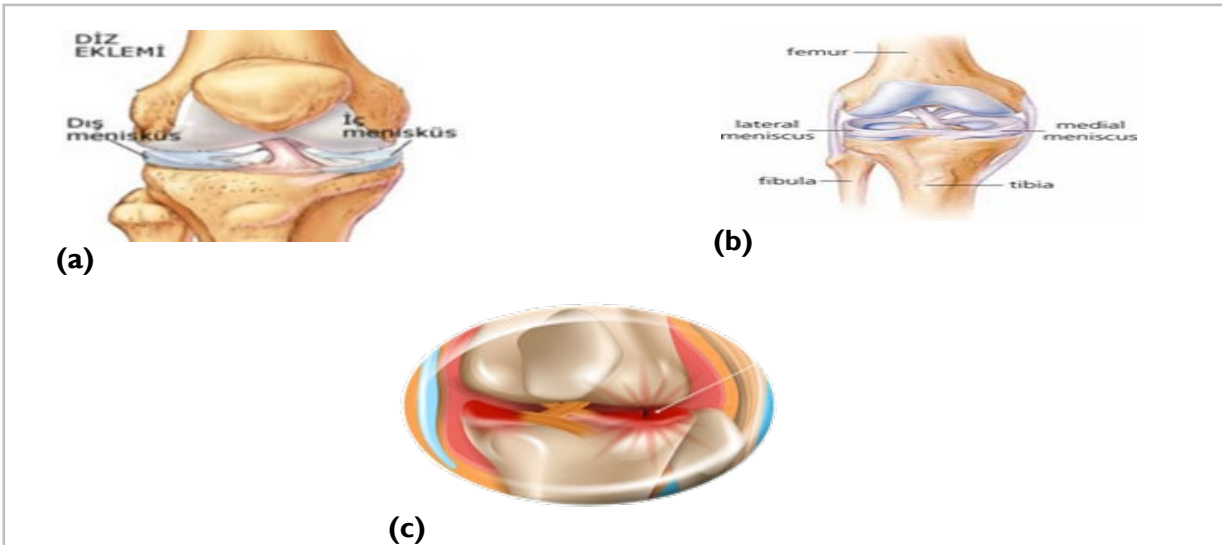 DİZ
EKLEMİ
Dış
menisküs
İç
menisküs
(a)
femur
lateral
meniscus
medial
meniscus
fibula
tibia
(b)
(c)